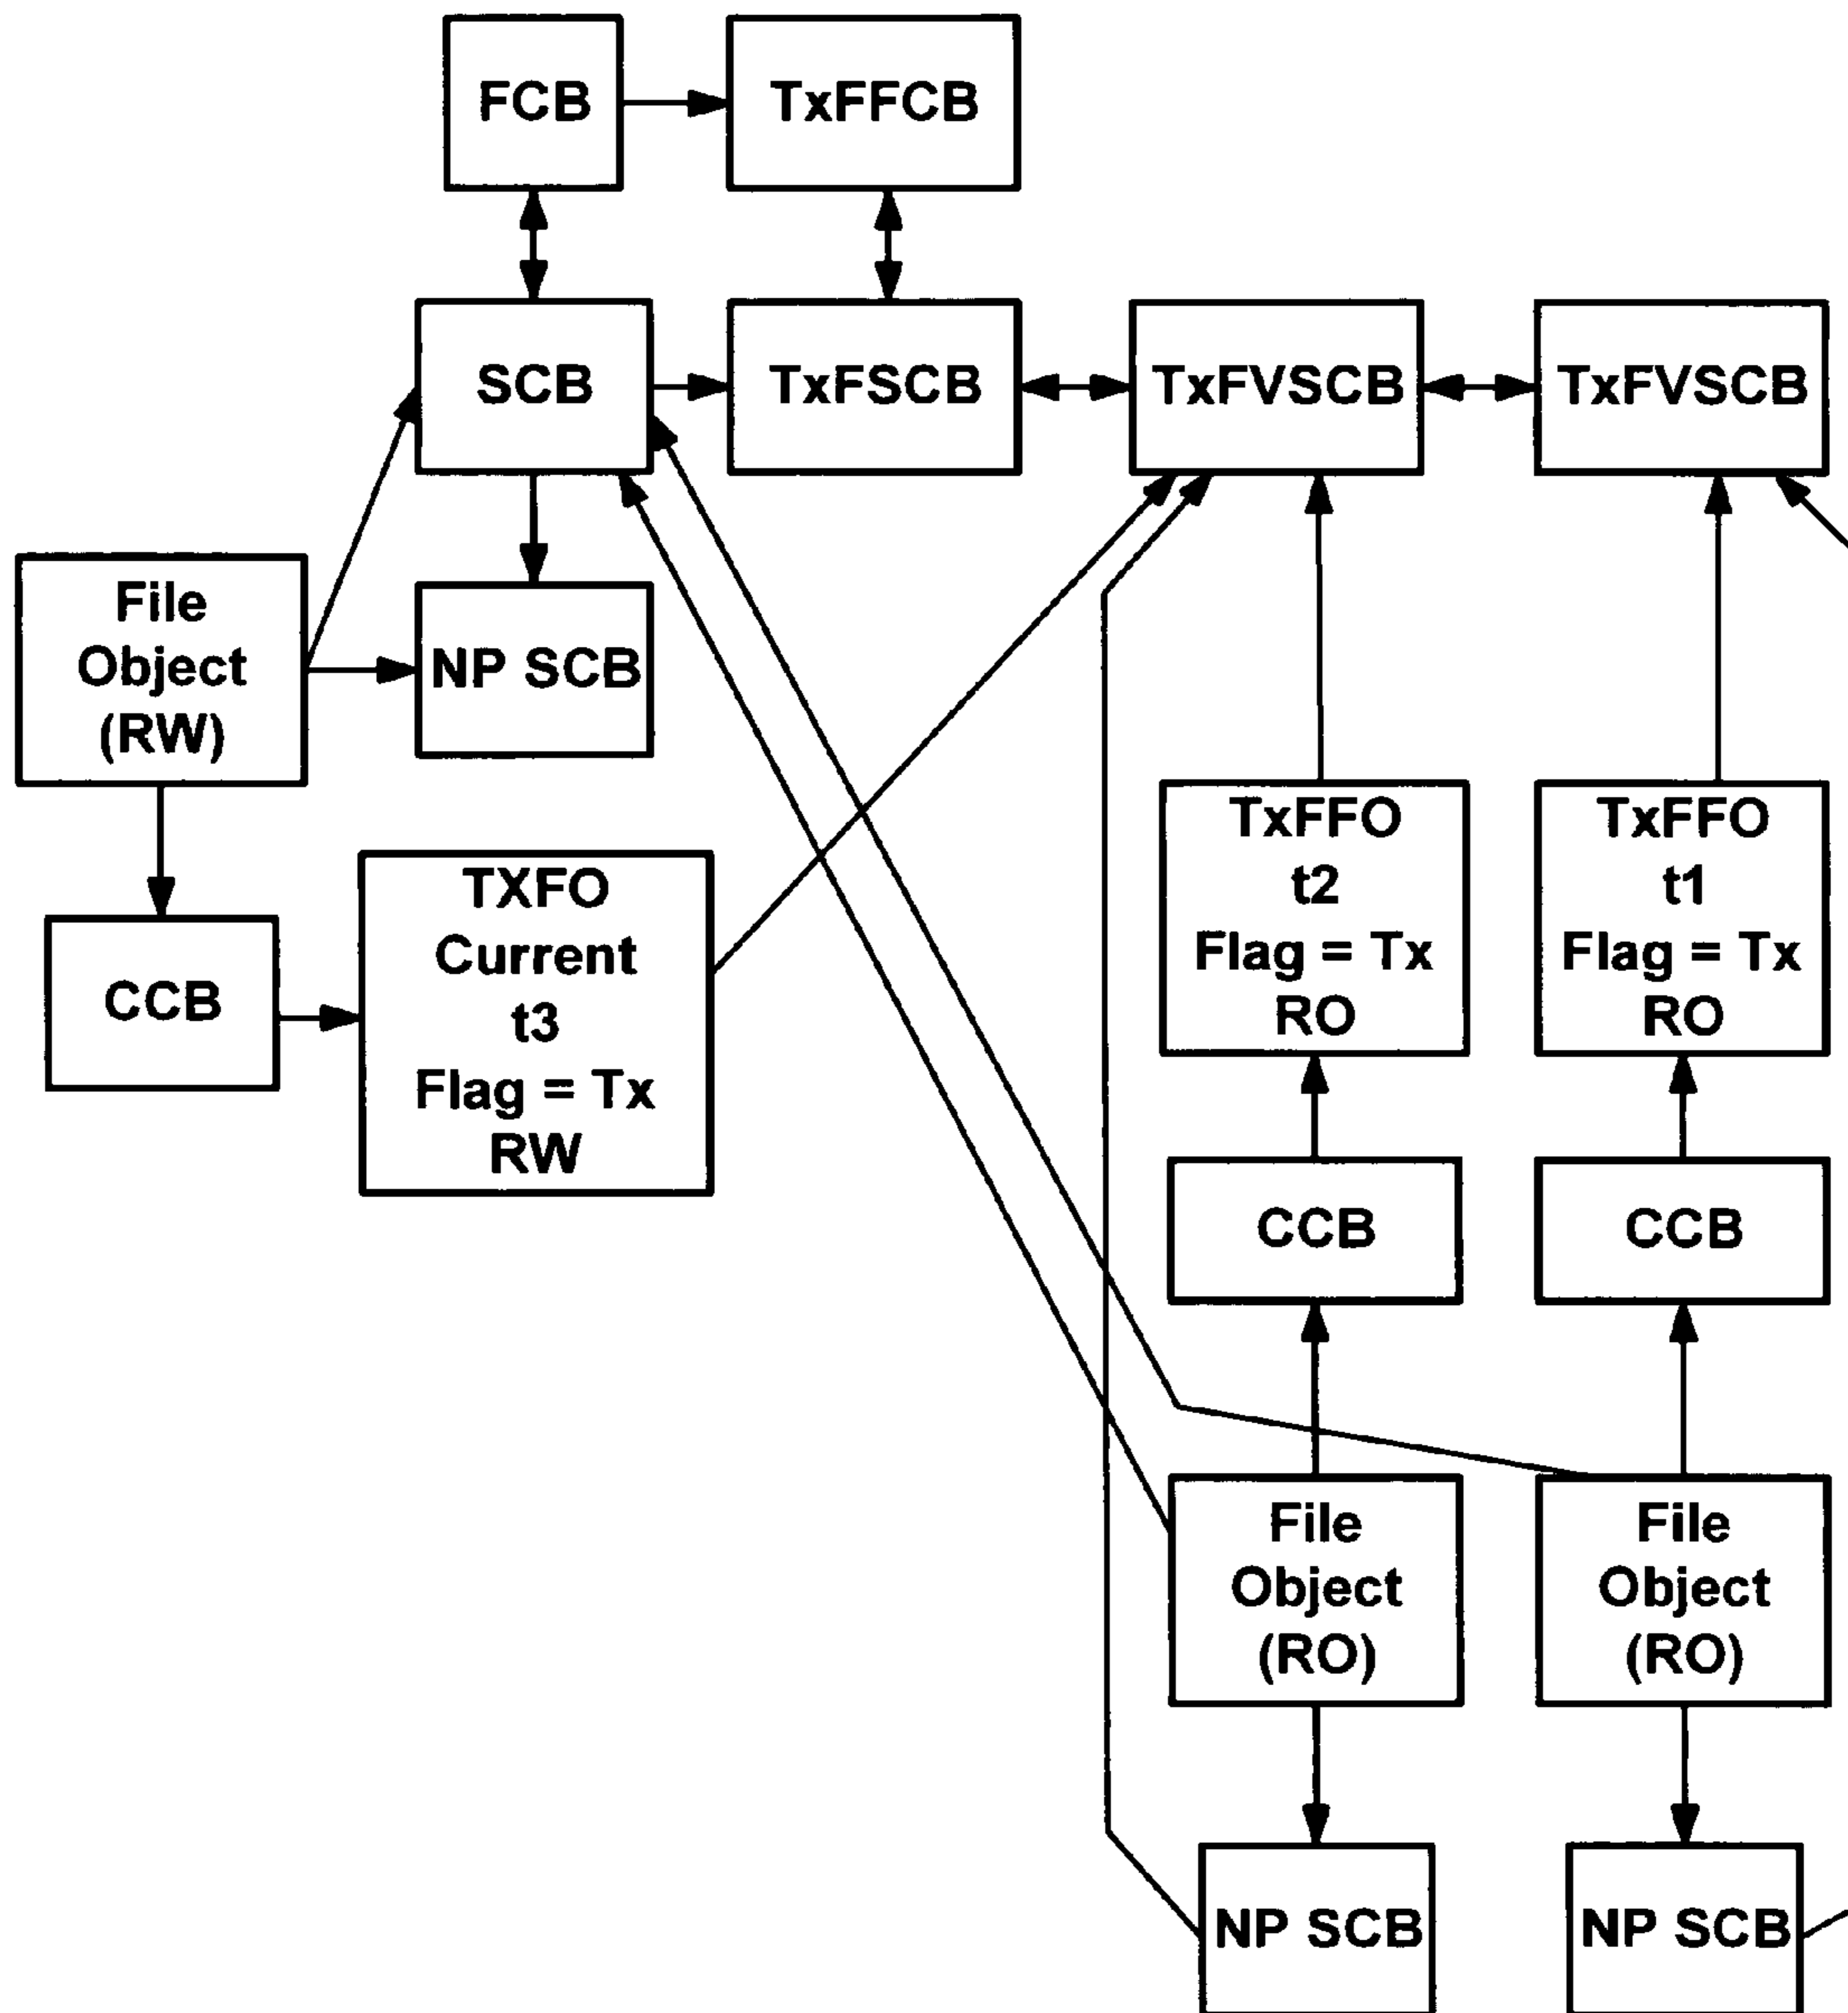 FCB
TxFFCB
SCB
TxFSCB
TxFVSCB
TxFVSCB
File
Object
(RW)
NP SCB
CCB
TXFO
Current
t3
Flag = Tx
RW
TxFFO
t2
Flag = Tx
RO
TxFFO
t1
Flag = Tx
RO
CCB
CCB
File
Object
(RO)
File
Object
(RO)
NP SCB
NP SCB